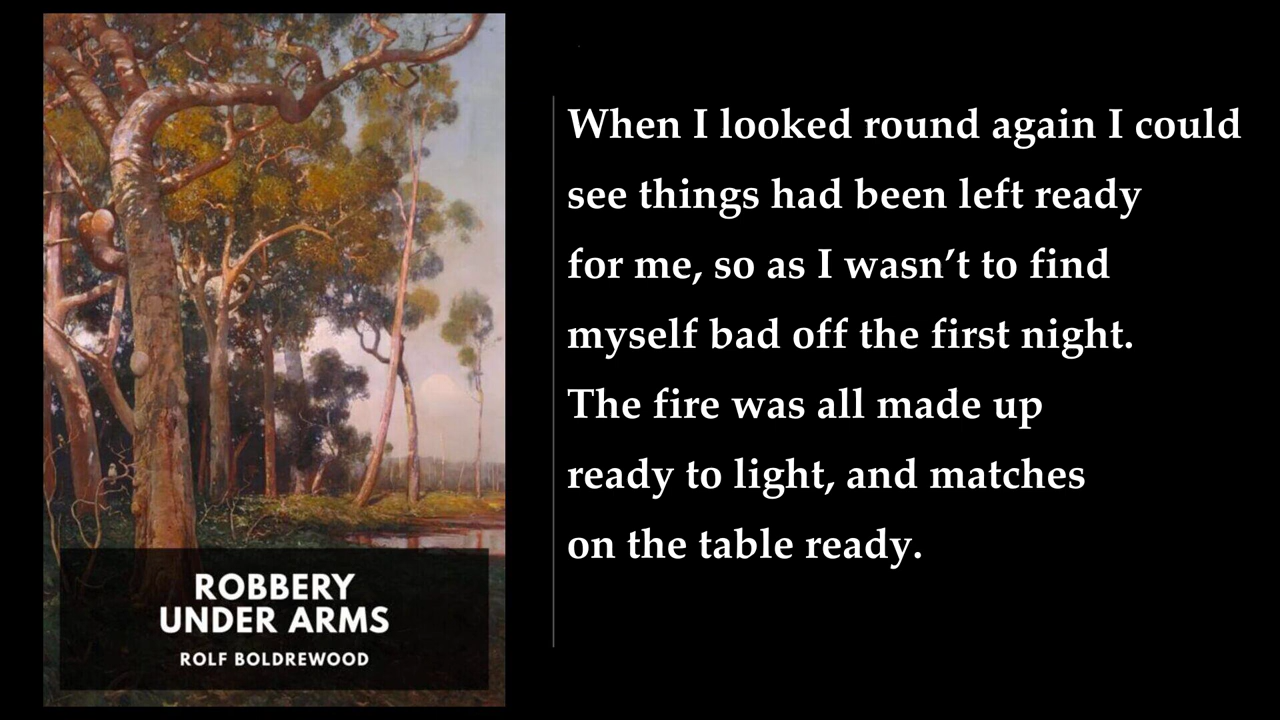 When I looked round again I could
see things had been left ready
for me, so as I wasn’t to find
myself bad off the first night.
The fire was all made up
ready to light, and matches
on the table ready.
ROBBERY
UNDER ARMS
ROLF BOLDREWOOD